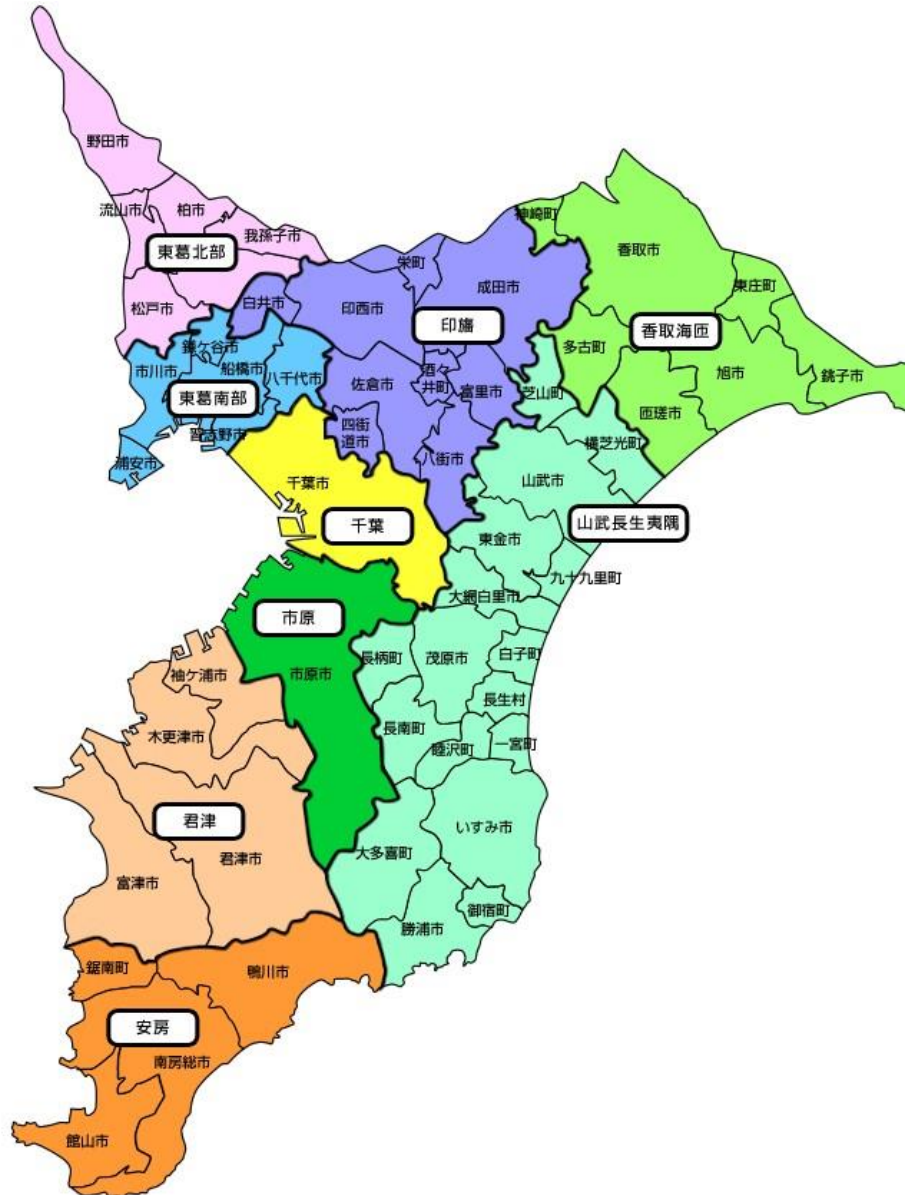 野田市
流山市
柏市
我孫子市
東葛北部
松戸市
神崎町
香取市
東庄町
栄町
成田市
白井市
印西市
印旛
多古町
香取海匝
旭市
銚子市
匝瑳市
鎌ケ谷市
市川市
船橋市
八千代市
東葛南部
習志野市
浦安市
佐倉市
酒々
井町
富里市
四街
道市
八街市
芝山町
横芝光町
山武市
山武長生夷隅
千葉市
千葉
東金市
九十九里町
大網白里市
市原
市原市
長柄町
茂原市
白子町
長生村
長南町
睦沢町
一宮町
袖ケ浦市
木更津市
君津
君津市
富津市
いすみ市
大多喜町
御宿町
勝浦市
鋸南町
鴨川市
安房
南房総市
館山市